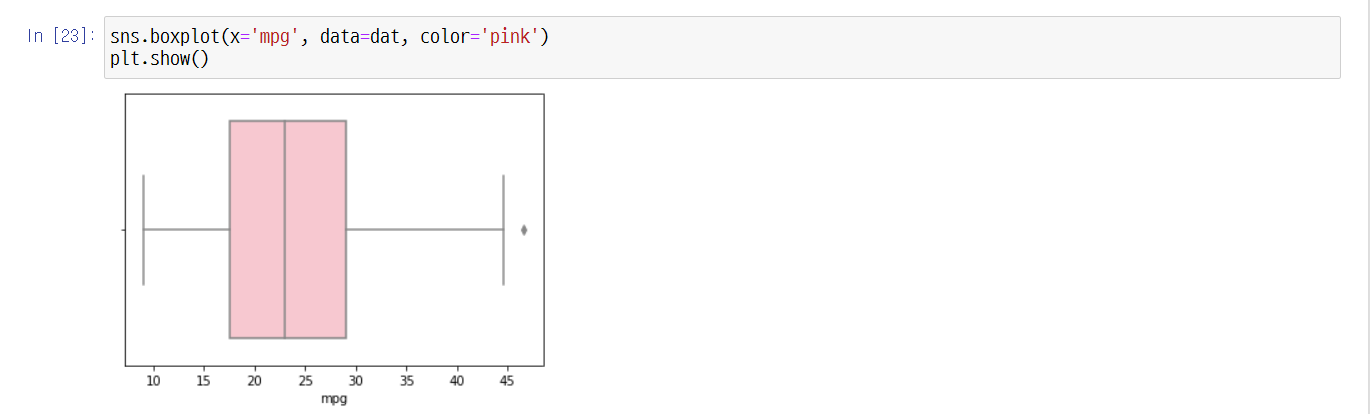 In [23]: sns.boxplot(x='mpg', data=dat, color='pink')
plt.show()
10 15 20 25 30 35 40 45
mpg